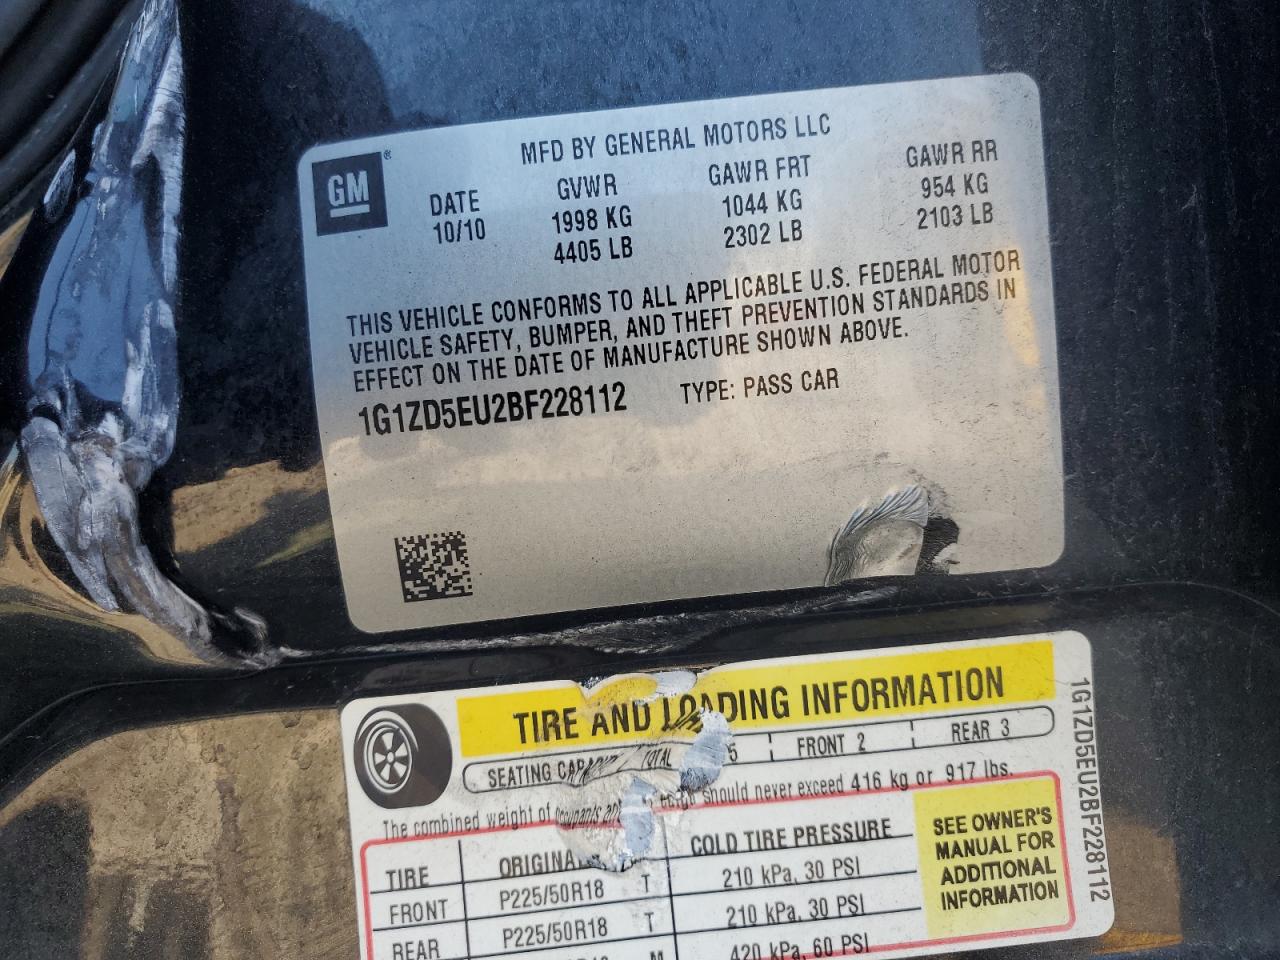 GM ®
MFD BY GENERAL MOTORS LLC
DATE GVWR GAWR FRT GAWR RR
10/10 1998 KG 1044 KG 954 KG
4405 LB 2302 LB 2103 LB
THIS VEHICLE CONFORMS TO ALL APPLICABLE U.S. FEDERAL MOTOR
VEHICLE SAFETY, BUMPER, AND THEFT PREVENTION STANDARDS IN
EFFECT ON THE DATE OF MANUFACTURE SHOWN ABOVE.
1G1ZD5EU2BF228112 TYPE: PASS CAR
TIRE AND LOADING INFORMATION
SEATING CAPACITY TOTAL 5 FRONT 2 REAR 3
The combined weight of occupants and should never exceed 416 kg or 917 lbs.
TIRE ORIGINAL COLD TIRE PRESSURE
FRONT P225/50R18 T 210 kPa, 30 PSI
REAR P225/50R18 T 210 kPa, 30 PSI
M 420 kPa, 60 PSI
SEE OWNER'S
MANUAL FOR
ADDITIONAL
INFORMATION
1G1ZD5EU2BF228112